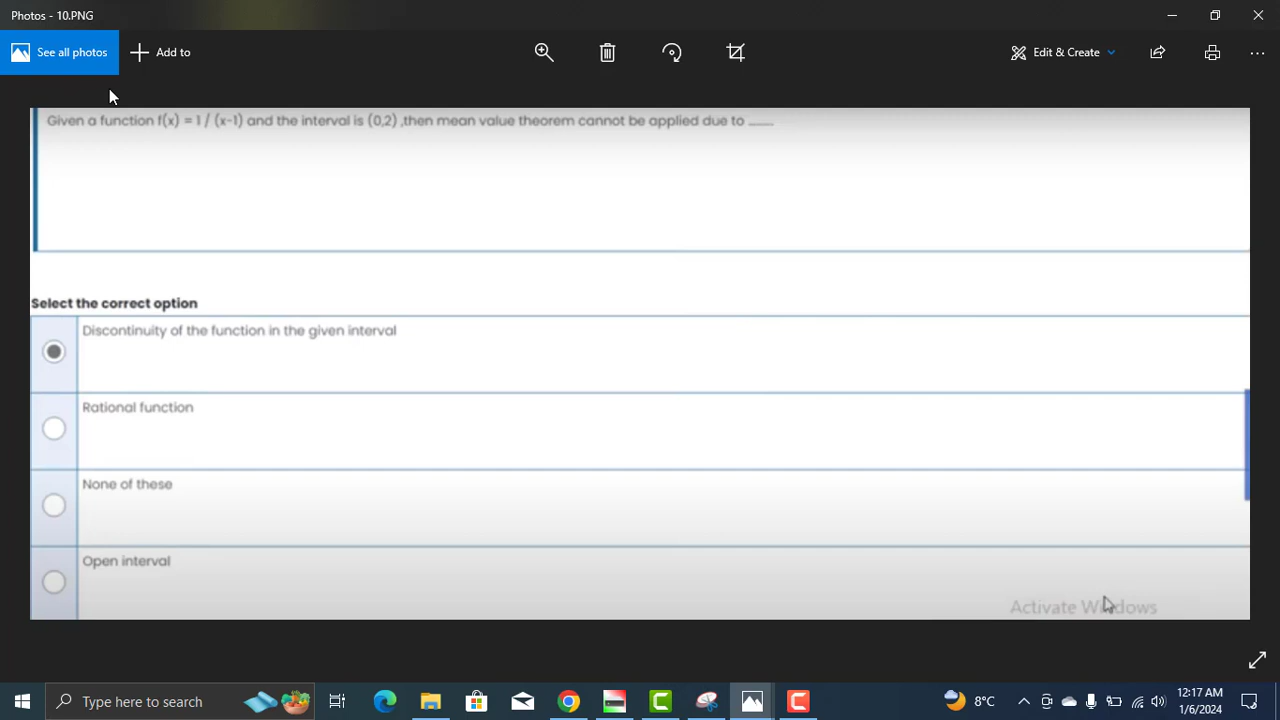 Photos - 10.PNG
See all photos
Add to
Edit & Create
Given a function f(x) = 1 / (x-1) and the interval is (0,2) ,then mean value theorem cannot be applied due to ........
Select the correct option
Discontinuity of the function in the given interval
Rational function
None of these
Open interval
Activate Windows
Type here to search
8°C
12:17 AM
1/6/2024